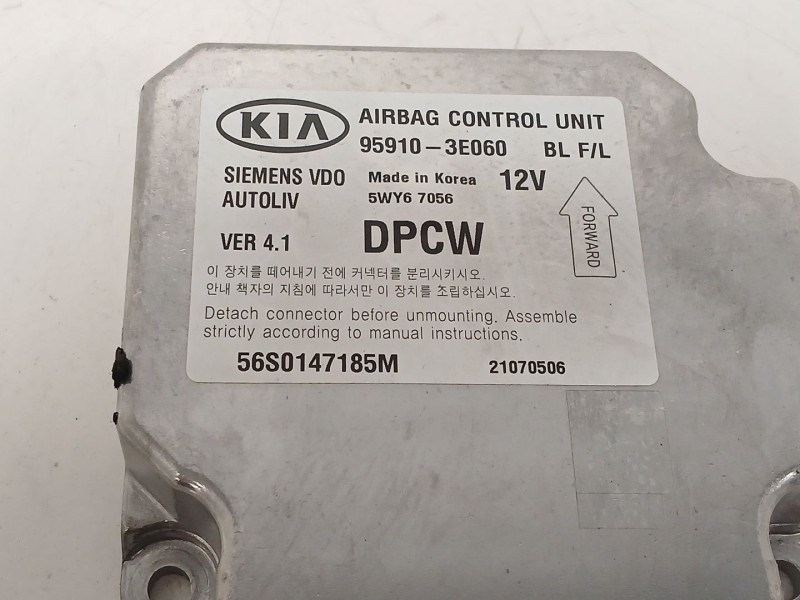 KIA AIRBAG CONTROL UNIT
95910-3E060 BL F/L
SIEMENS VDO Made in Korea 12V
AUTOLIV 5WY6 7056
FORWARD
VER 4.1 DPCW
이 장치를 떼어내기 전에 커넥터를 분리시키시오.
안내 책자의 지침에 따라서만 이 장치를 조립하십시오.
Detach connector before unmounting. Assemble
strictly according to manual instructions.
56S0147185M 21070506